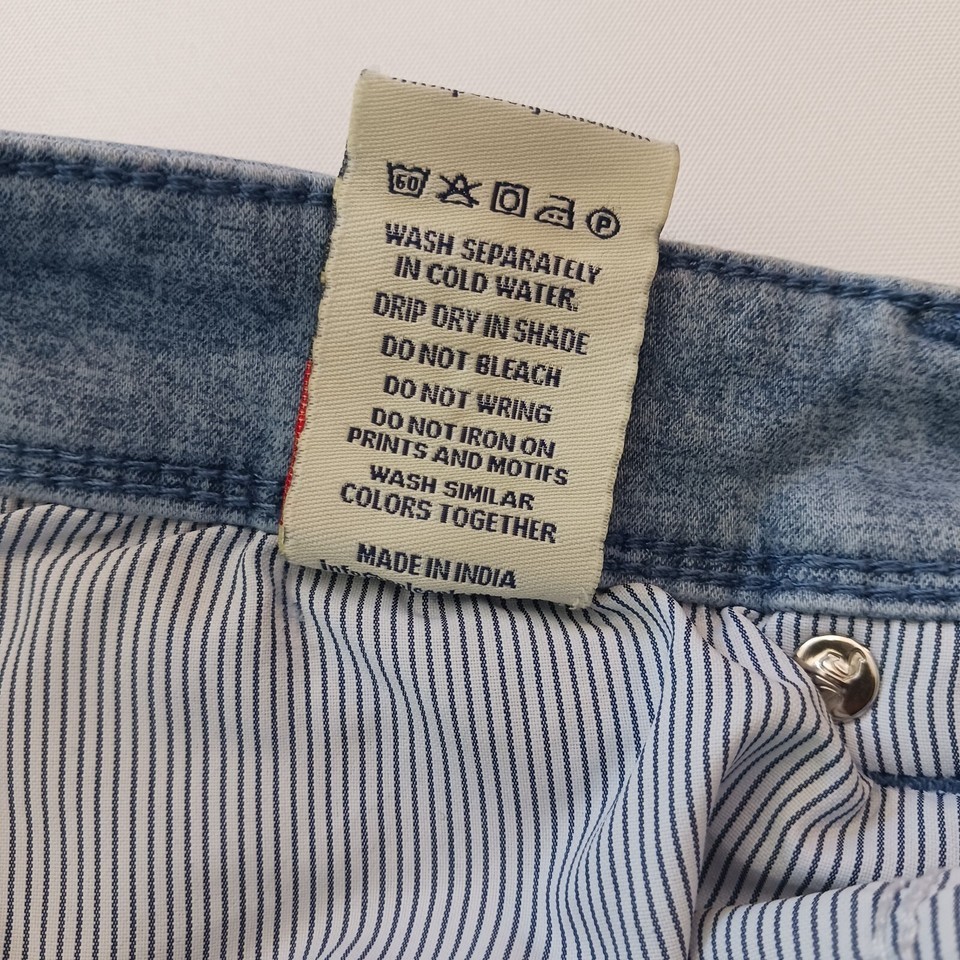 60 P
WASH SEPARATELY
IN COLD WATER.
DRIP DRY IN SHADE
DO NOT BLEACH
DO NOT WRING
DO NOT IRON ON
PRINTS AND MOTIFS
WASH SIMILAR
COLORS TOGETHER
MADE IN INDIA